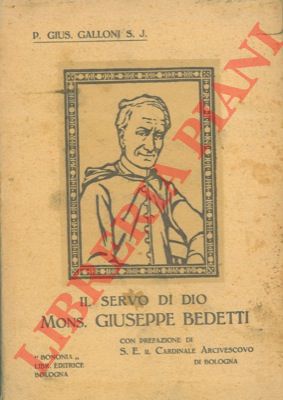 P. GIUS. GALLONI S. J.
LIBRERIA PIANI
IL SERVO DI DIO
MONS. GIUSEPPE BEDETTI
CON PREFAZIONE DI
S. E. IL CARDINALE ARCIVESCOVO
DI BOLOGNA
" BONONIA „
LIBR. EDITRICE
BOLOGNA